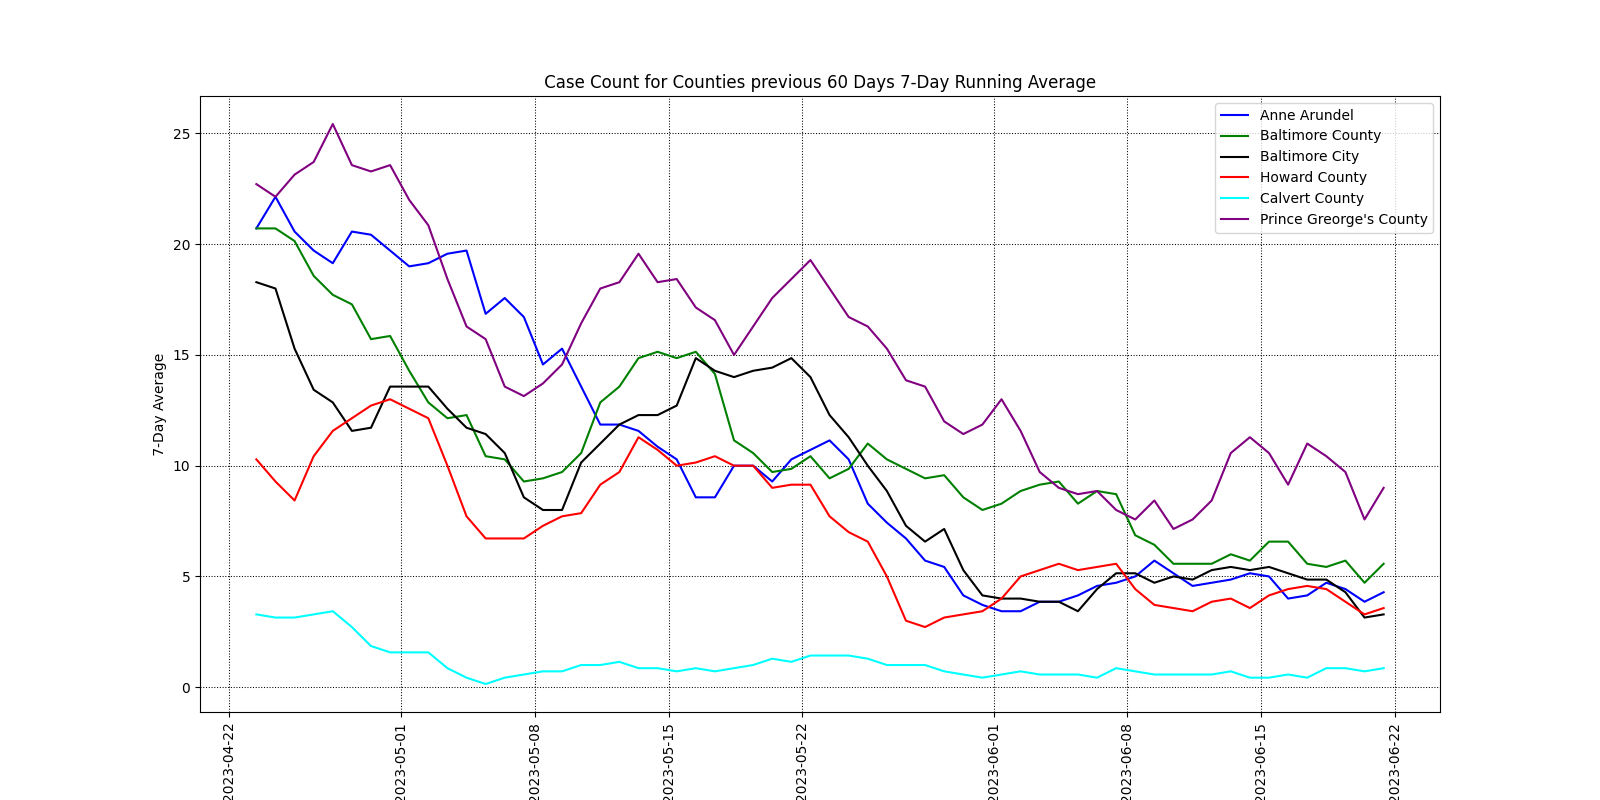 Case Count for Counties previous 60 Days 7-Day Running Average
Anne Arundel
Baltimore County
Baltimore City
Howard County
Calvert County
Prince Greorge's County
7-Day Average
25
20
15
10
5
0
2023-04-22
2023-05-01
2023-05-08
2023-05-15
2023-05-22
2023-06-01
2023-06-08
2023-06-15
2023-06-22